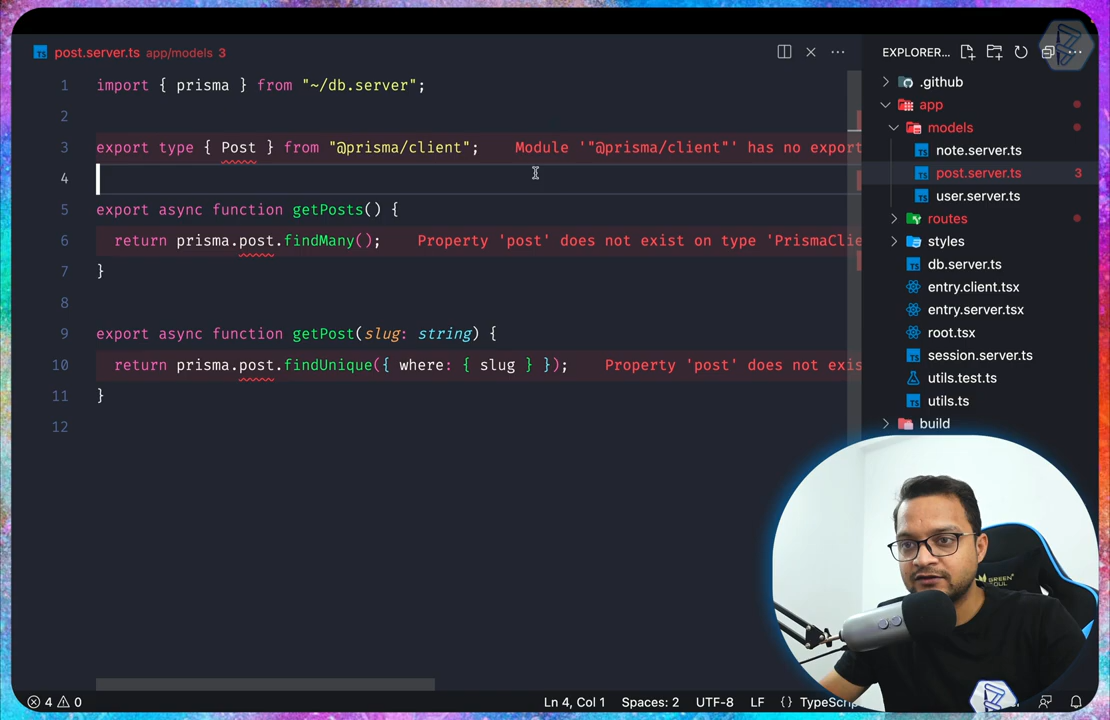 post.server.ts app/models 3
EXPLORER...
1 import { prisma } from "~/db.server";
2
3 export type { Post } from "@prisma/client"; Module '"@prisma/client"' has no export
4
5 export async function getPosts() {
6 return prisma.post.findMany(); Property 'post' does not exist on type 'PrismaClie
7 }
8
9 export async function getPost(slug: string) {
10 return prisma.post.findUnique({ where: { slug } }); Property 'post' does not exis
11 }
12
.github
app
models
note.server.ts
post.server.ts 3
user.server.ts
routes
styles
db.server.ts
entry.client.tsx
entry.server.tsx
root.tsx
session.server.ts
utils.test.ts
utils.ts
build
GREEN
SOUL
4 0 Ln 4, Col 1 Spaces: 2 UTF-8 LF {} TypeScrip